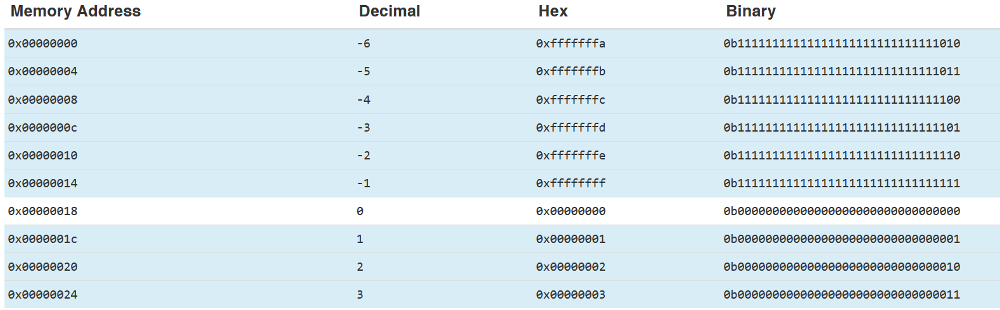 Memory Address Decimal Hex Binary
0x00000000 -6 0xfffffffa 0b11111111111111111111111111111010
0x00000004 -5 0xfffffffb 0b11111111111111111111111111111011
0x00000008 -4 0xfffffffc 0b11111111111111111111111111111100
0x0000000c -3 0xfffffffd 0b11111111111111111111111111111101
0x00000010 -2 0xfffffffe 0b11111111111111111111111111111110
0x00000014 -1 0xffffffff 0b11111111111111111111111111111111
0x00000018 0 0x00000000 0b00000000000000000000000000000000
0x0000001c 1 0x00000001 0b00000000000000000000000000000001
0x00000020 2 0x00000002 0b00000000000000000000000000000010
0x00000024 3 0x00000003 0b00000000000000000000000000000011